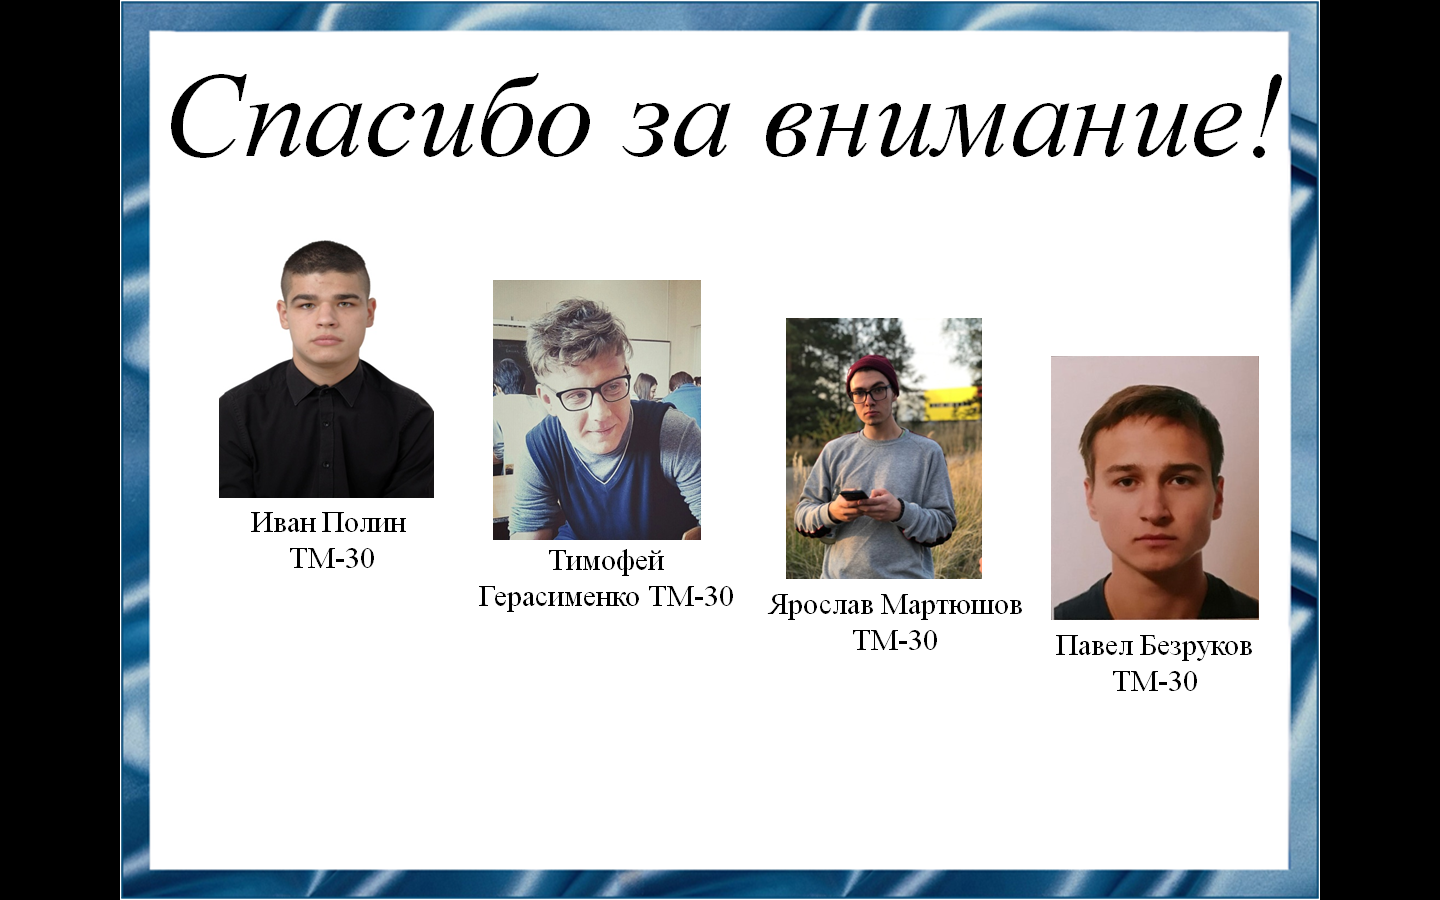 Спасибо за внимание!
Иван Полин
ТМ-30
Тимофей
Герасименко ТМ-30
Ярослав Мартюшов
ТМ-30
Павел Безруков
ТМ-30